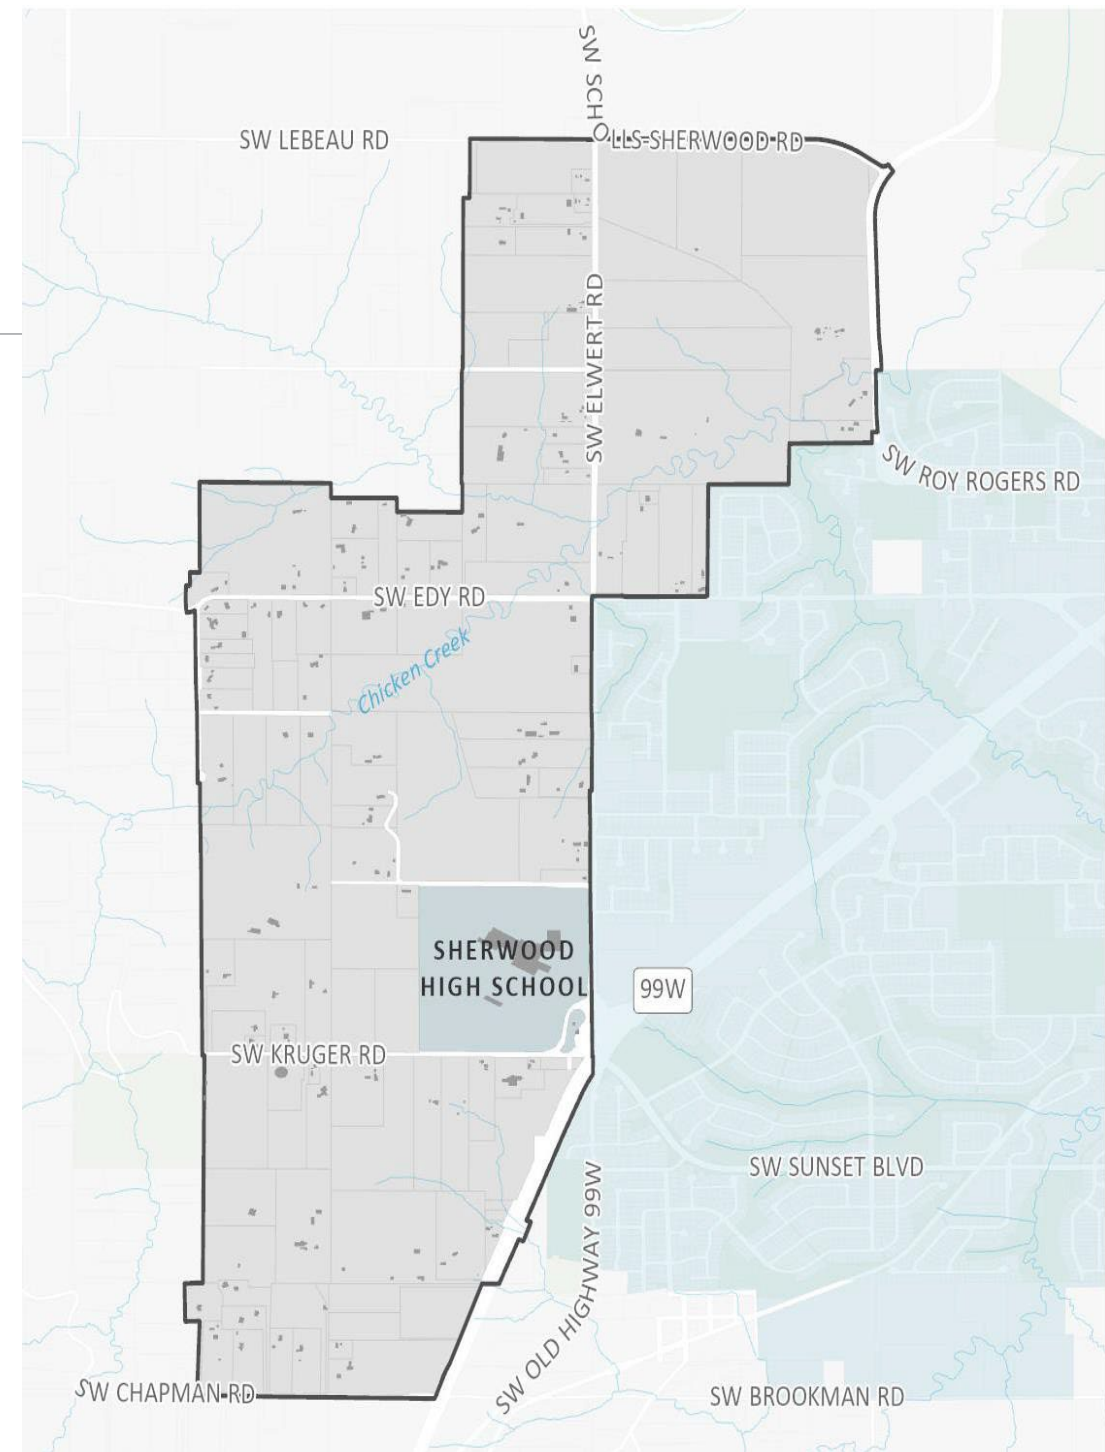 SW SCHOLLS-SHERWOOD RD
SW LEBEAU RD
SW ELWERT RD
SW ROY ROGERS RD
SW EDY RD
Chicken Creek
SHERWOOD
HIGH SCHOOL
99W
SW KRUGER RD
SW SUNSET BLVD
SW OLD HIGHWAY 99W
SW CHAPMAN RD
SW BROOKMAN RD